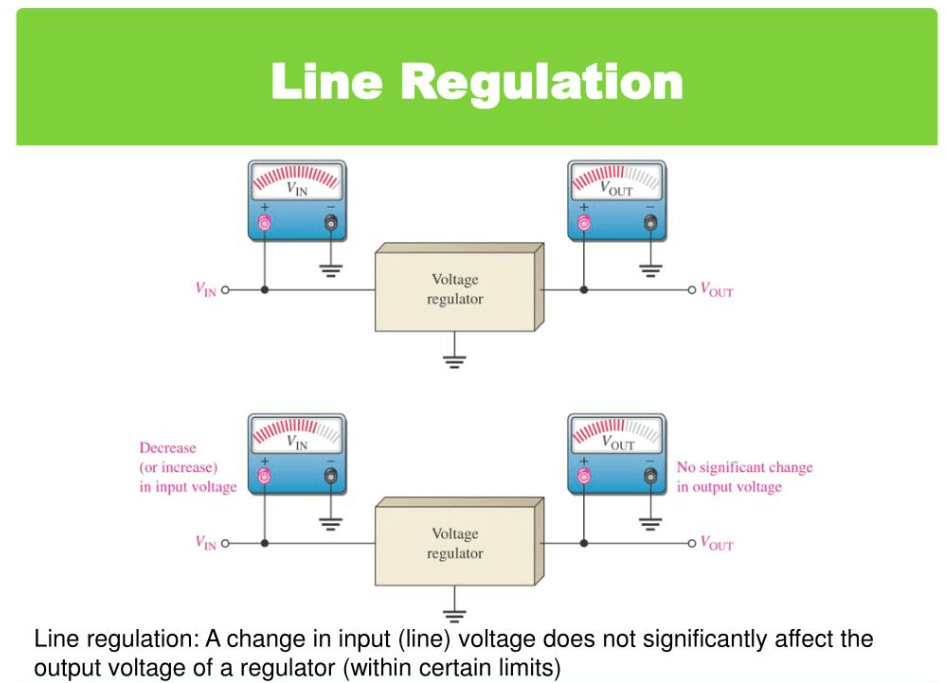 Line Regulation
VIN
VOUT
+ −
+ −
Voltage
regulator
VIN
VOUT
VIN
VOUT
Decrease
(or increase)
in input voltage
+ −
+ −
No significant change
in output voltage
Voltage
regulator
VIN
VOUT
Line regulation: A change in input (line) voltage does not significantly affect the
output voltage of a regulator (within certain limits)